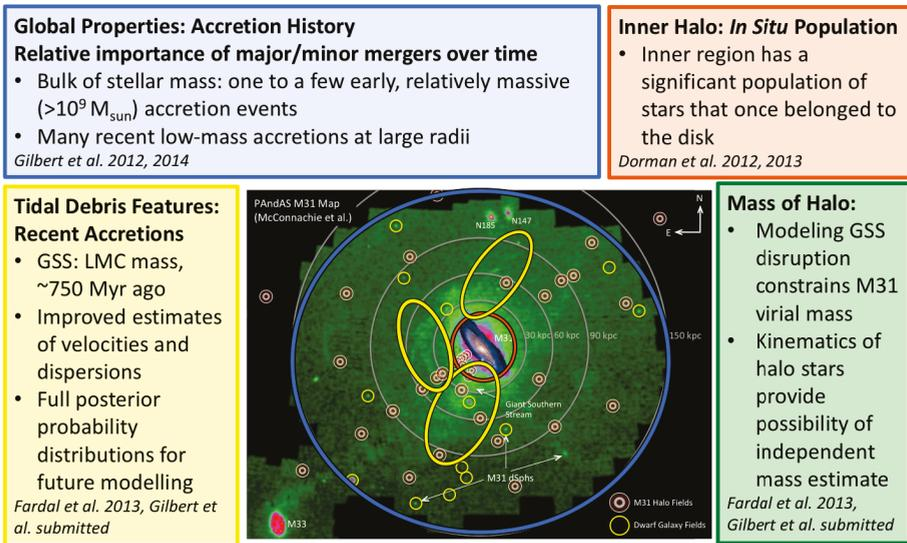 Global Properties: Accretion History
Relative importance of major/minor mergers over time
• Bulk of stellar mass: one to a few early, relatively massive
(>10⁹ Mₛᵤₙ) accretion events
• Many recent low-mass accretions at large radii
Gilbert et al. 2012, 2014
Inner Halo: In Situ Population
• Inner region has a
significant population of
stars that once belonged to
the disk
Dorman et al. 2012, 2013
Tidal Debris Features:
Recent Accretions
• GSS: LMC mass,
~750 Myr ago
• Improved estimates
of velocities and
dispersions
• Full posterior
probability
distributions for
future modelling
Fardal et al. 2013, Gilbert et
al. submitted
PAndAS M31 Map
(McConnachie et al.)
N185
N147
N
E
M31
30 kpc
60 kpc
90 kpc
150 kpc
Giant Southern
Stream
M31 dSphs
M33
M31 Halo Fields
Dwarf Galaxy Fields
Mass of Halo:
• Modeling GSS
disruption
constrains M31
virial mass
• Kinematics of
halo stars
provide
possibility of
independent
mass estimate
Fardal et al. 2013,
Gilbert et al. submitted